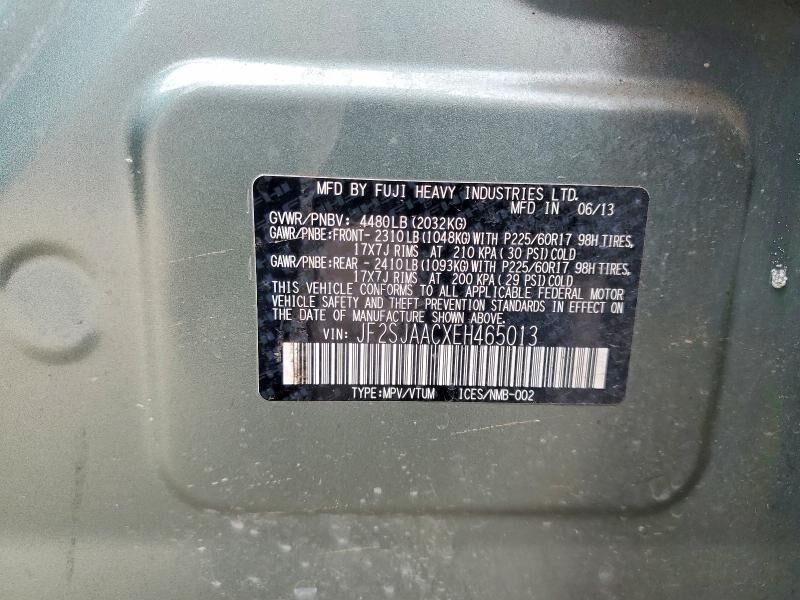 MFD BY FUJI HEAVY INDUSTRIES LTD.
MFD IN 06/13
GVWR/PNBV: 4480LB(2032KG)
GAWR/PNBE:FRONT-2310LB(1048KG)WITH P225/60R17 98H TIRES,
17X7J RIMS AT 210 KPA(30 PSI)COLD
GAWR/PNBE:REAR -2410LB(1093KG)WITH P225/60R17 98H TIRES,
17X7J RIMS AT 200 KPA(29 PSI)COLD
THIS VEHICLE CONFORMS TO ALL APPLICABLE FEDERAL MOTOR
VEHICLE SAFETY AND THEFT PREVENTION STANDARDS IN EFFECT ON
THE DATE OF MANUFACTURE SHOWN ABOVE.
VIN: JF2SJAACXEH465013
TYPE:MPV/VTUM ICES/NMB-002